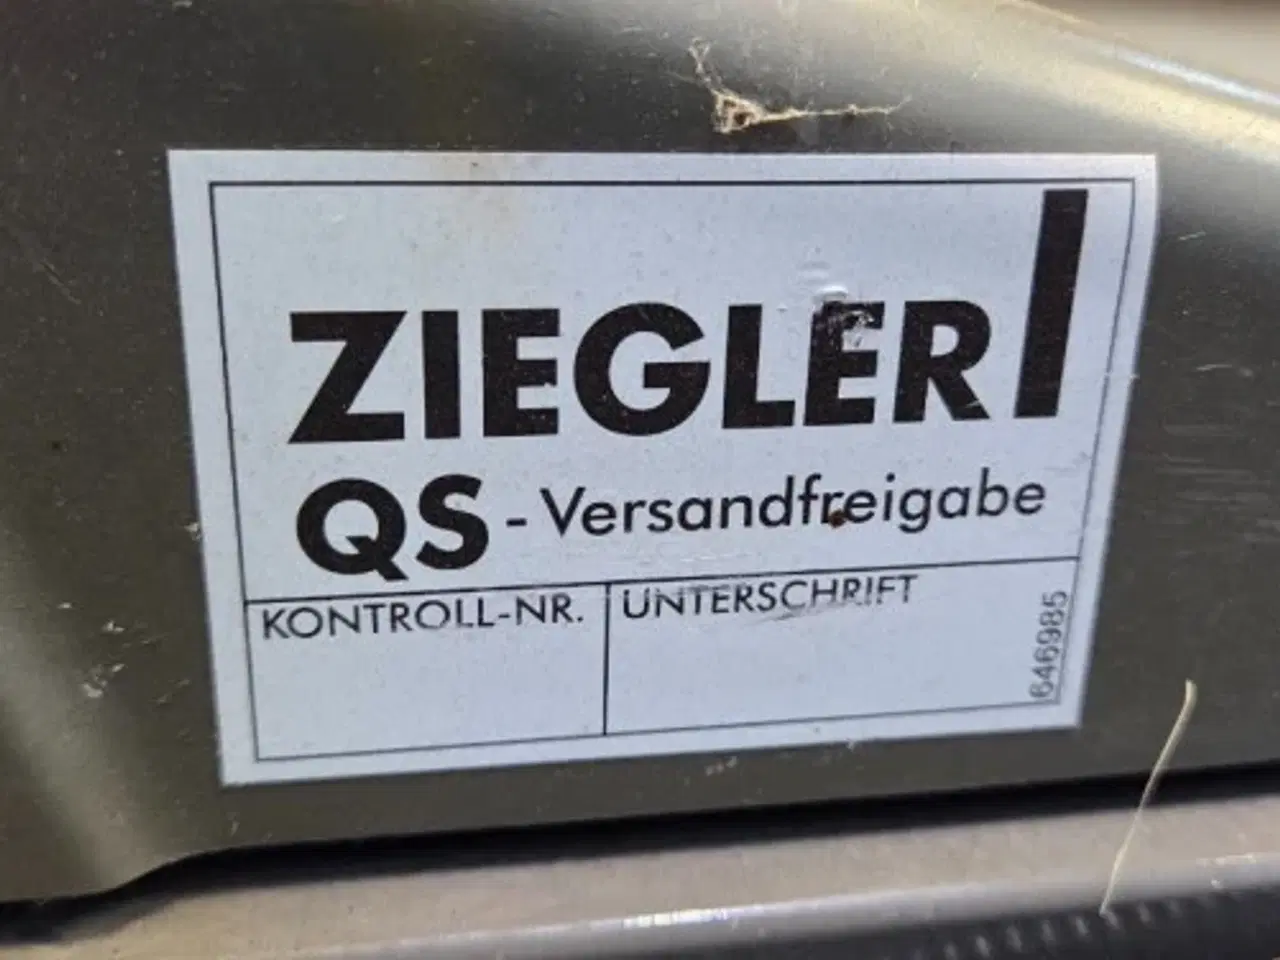 ZIEGLER
QS - Versandfreigabe
KONTROLL-NR.
UNTERSCHRIFT
646985